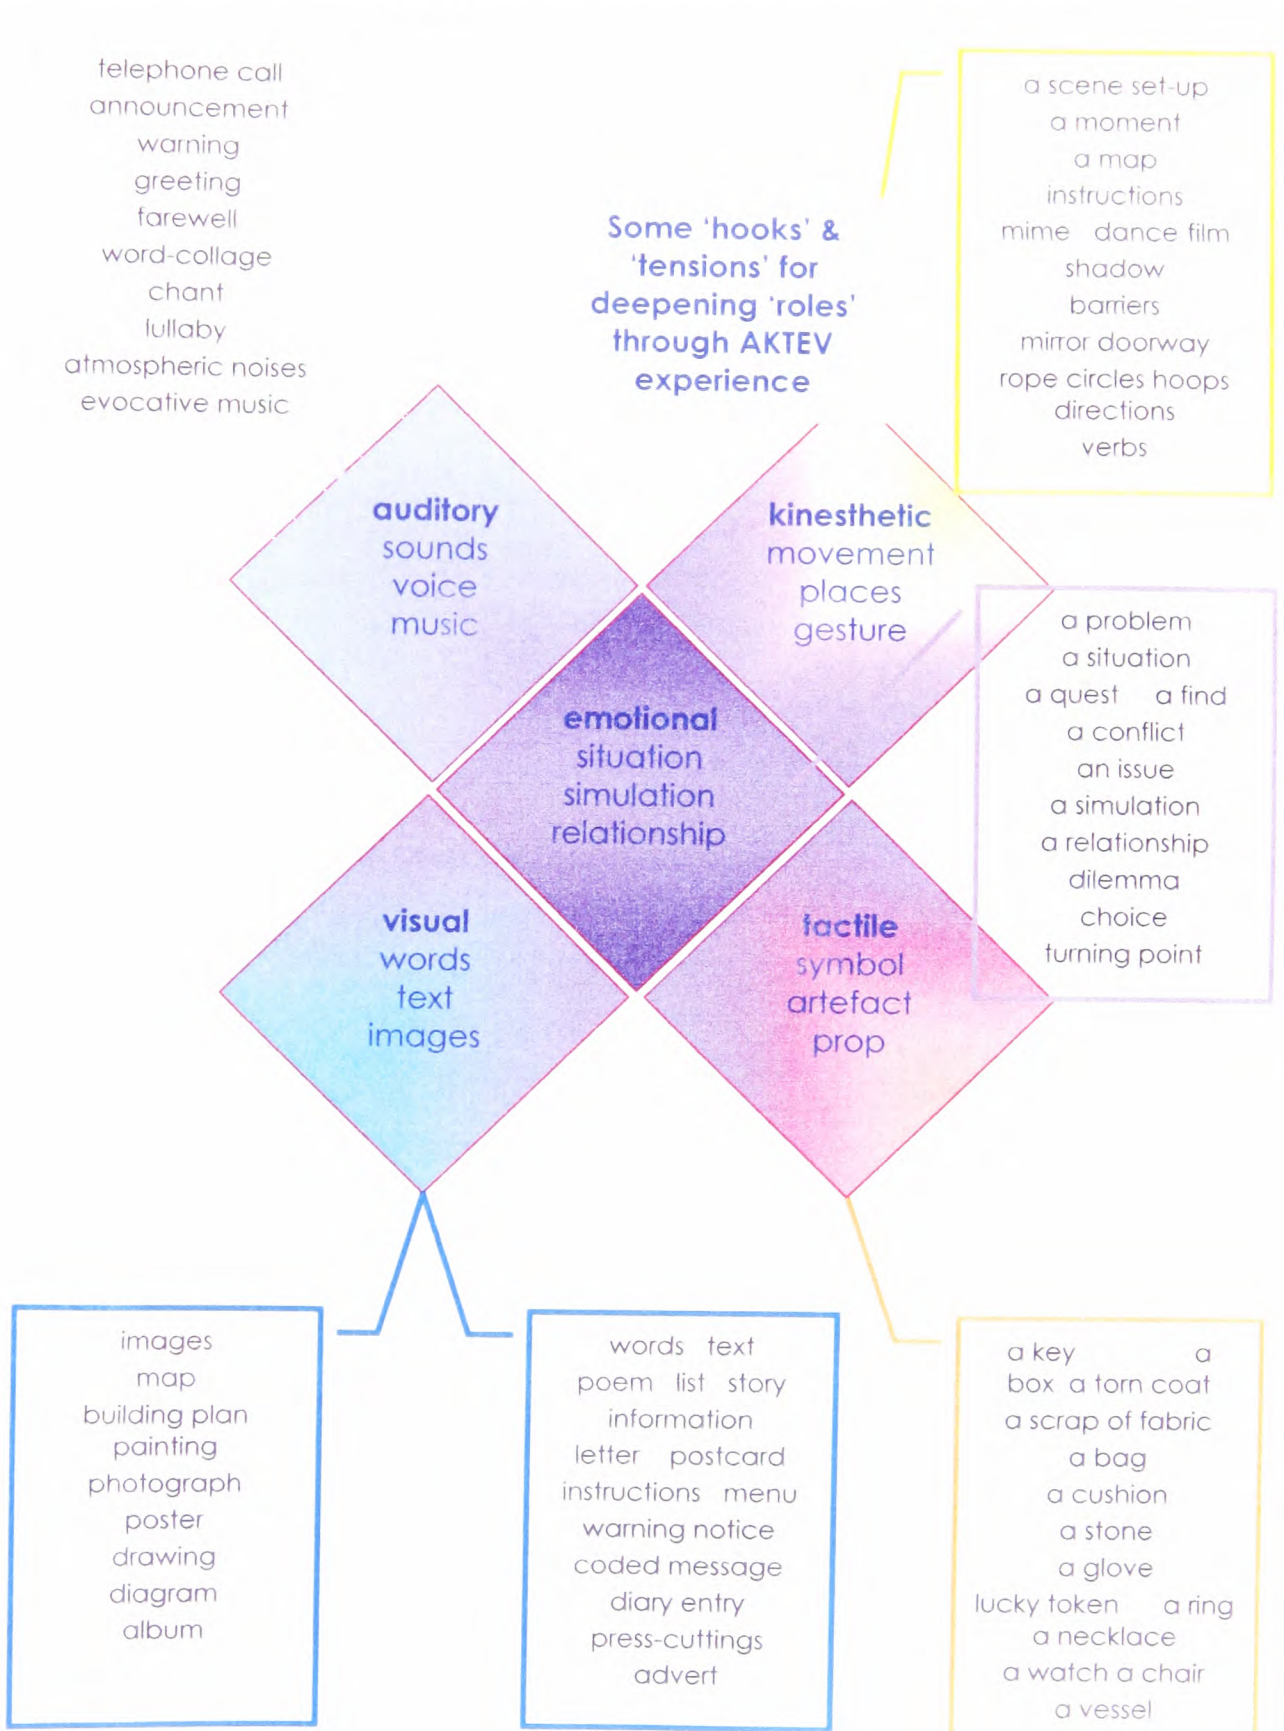 telephone call
announcement
warning
greeting
farewell
word-collage
chant
lullaby
atmospheric noises
evocative music
Some 'hooks' &
'tensions' for
deepening 'roles'
through AKTEV
experience
a scene set-up
a moment
a map
instructions
mime dance film
shadow
barriers
mirror doorway
rope circles hoops
directions
verbs
auditory
sounds
voice
music
kinesthetic
movement
places
gesture
emotional
situation
simulation
relationship
a problem
a situation
a quest a find
a conflict
an issue
a simulation
a relationship
dilemma
choice
turning point
visual
words
text
images
tactile
symbol
artefact
prop
images
map
building plan
painting
photograph
poster
drawing
diagram
album
words text
poem list story
information
letter postcard
instructions menu
warning notice
coded message
diary entry
press-cuttings
advert
a key a
box a torn coat
a scrap of fabric
a bag
a cushion
a stone
a glove
lucky token a ring
a necklace
a watch a chair
a vessel